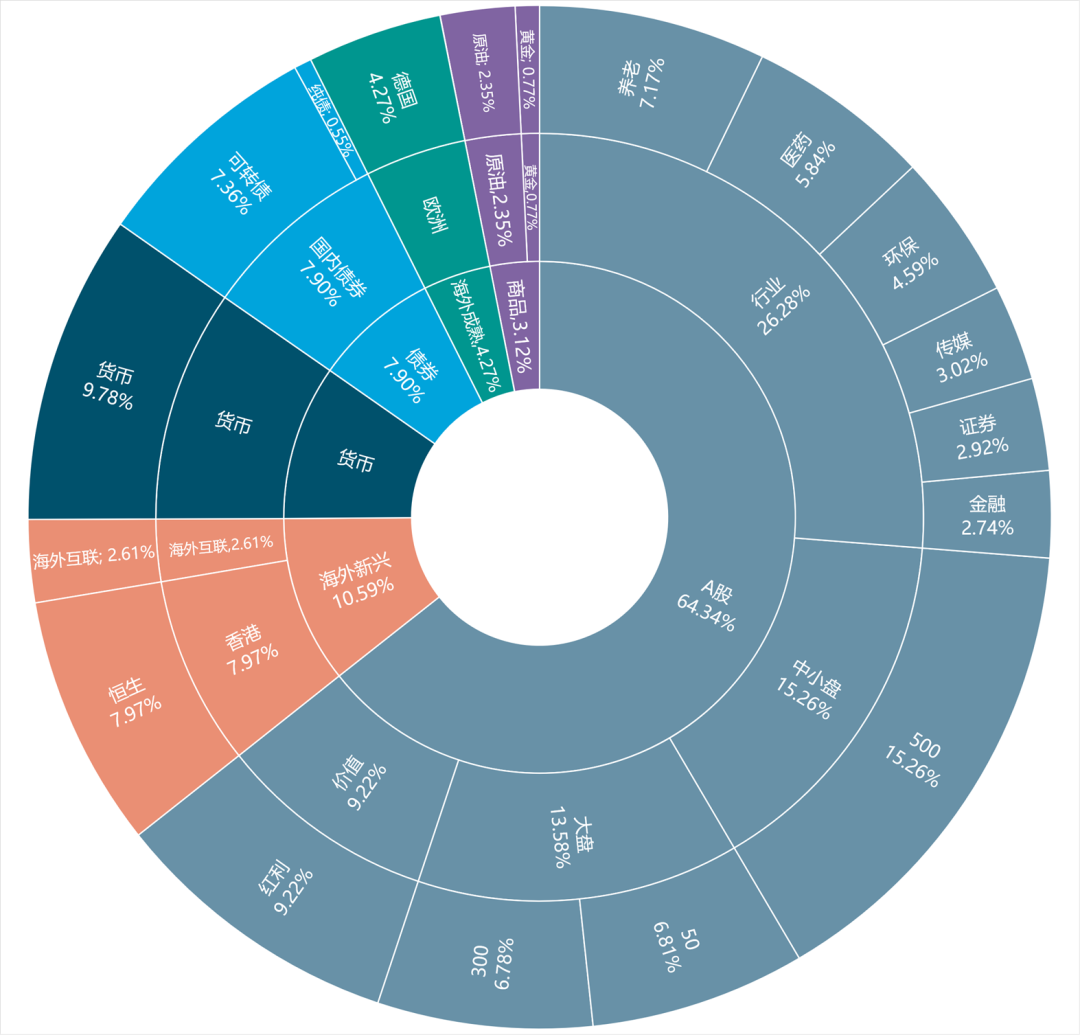 养老
7.17%
医药
5.84%
环保
4.59%
传媒
3.02%
证券
2.92%
金融
2.74%
500
15.26%
50
6.81%
300
6.78%
红利
9.22%
恒生
7.97%
海外互联; 2.61%
货币
9.78%
可转债
7.36%
纯债; 0.55%
德国
4.27%
原油; 2.35%
黄金; 0.77%
行业
26.28%
中小盘
15.26%
大盘
13.58%
价值
9.22%
香港
7.97%
海外互联,2.61%
货币
国内债券
7.90%
欧洲
原油,2.35%
黄金,0.77%
A股
64.34%
海外新兴
10.59%
货币
债券
7.90%
海外成熟,4.27%
商品,3.12%